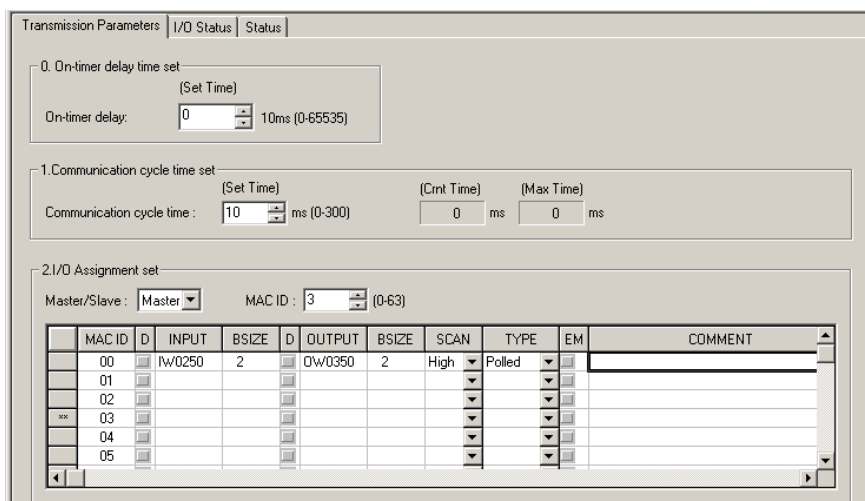 Transmission Parameters I/O Status Status
0. On-timer delay time set
(Set Time)
On-timer delay: 0 10ms (0-65535)
1.Communication cycle time set
(Set Time) (Crnt Time) (Max Time)
Communication cycle time : 10 ms (0-300) 0 ms 0 ms
2.I/O Assignment set
Master/Slave : Master MAC ID : 3 (0-63)
MAC ID D INPUT BSIZE D OUTPUT BSIZE SCAN TYPE EM COMMENT
00 IW0250 2 OW0350 2 High Polled
01
02
** 03
04
05